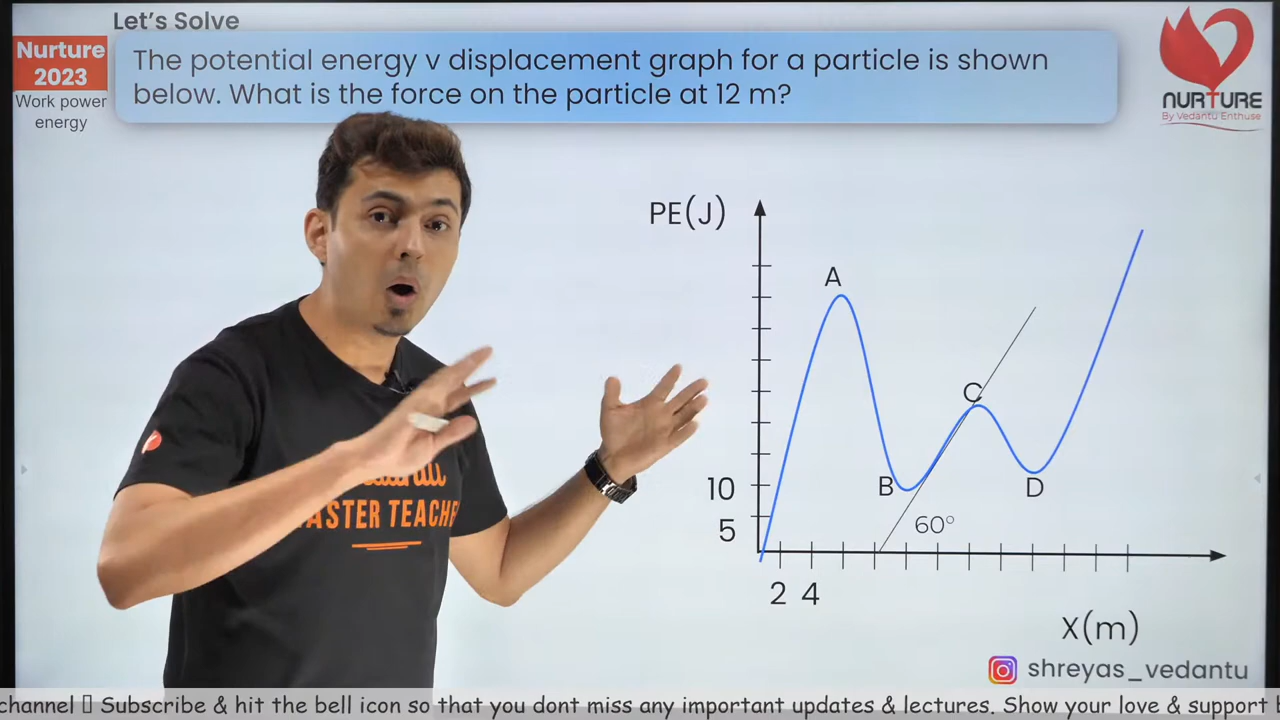 Let's Solve
Nurture
2023
Work power
energy
The potential energy v displacement graph for a particle is shown
below. What is the force on the particle at 12 m?
NURTURE
By Vedantu Enthuse
PE(J)
A
C
B
D
10
5
60°
2 4
X(m)
MASTER TEACHE
shreyas_vedantu
channel ▯ Subscribe & hit the bell icon so that you dont miss any important updates & lectures. Show your love & support